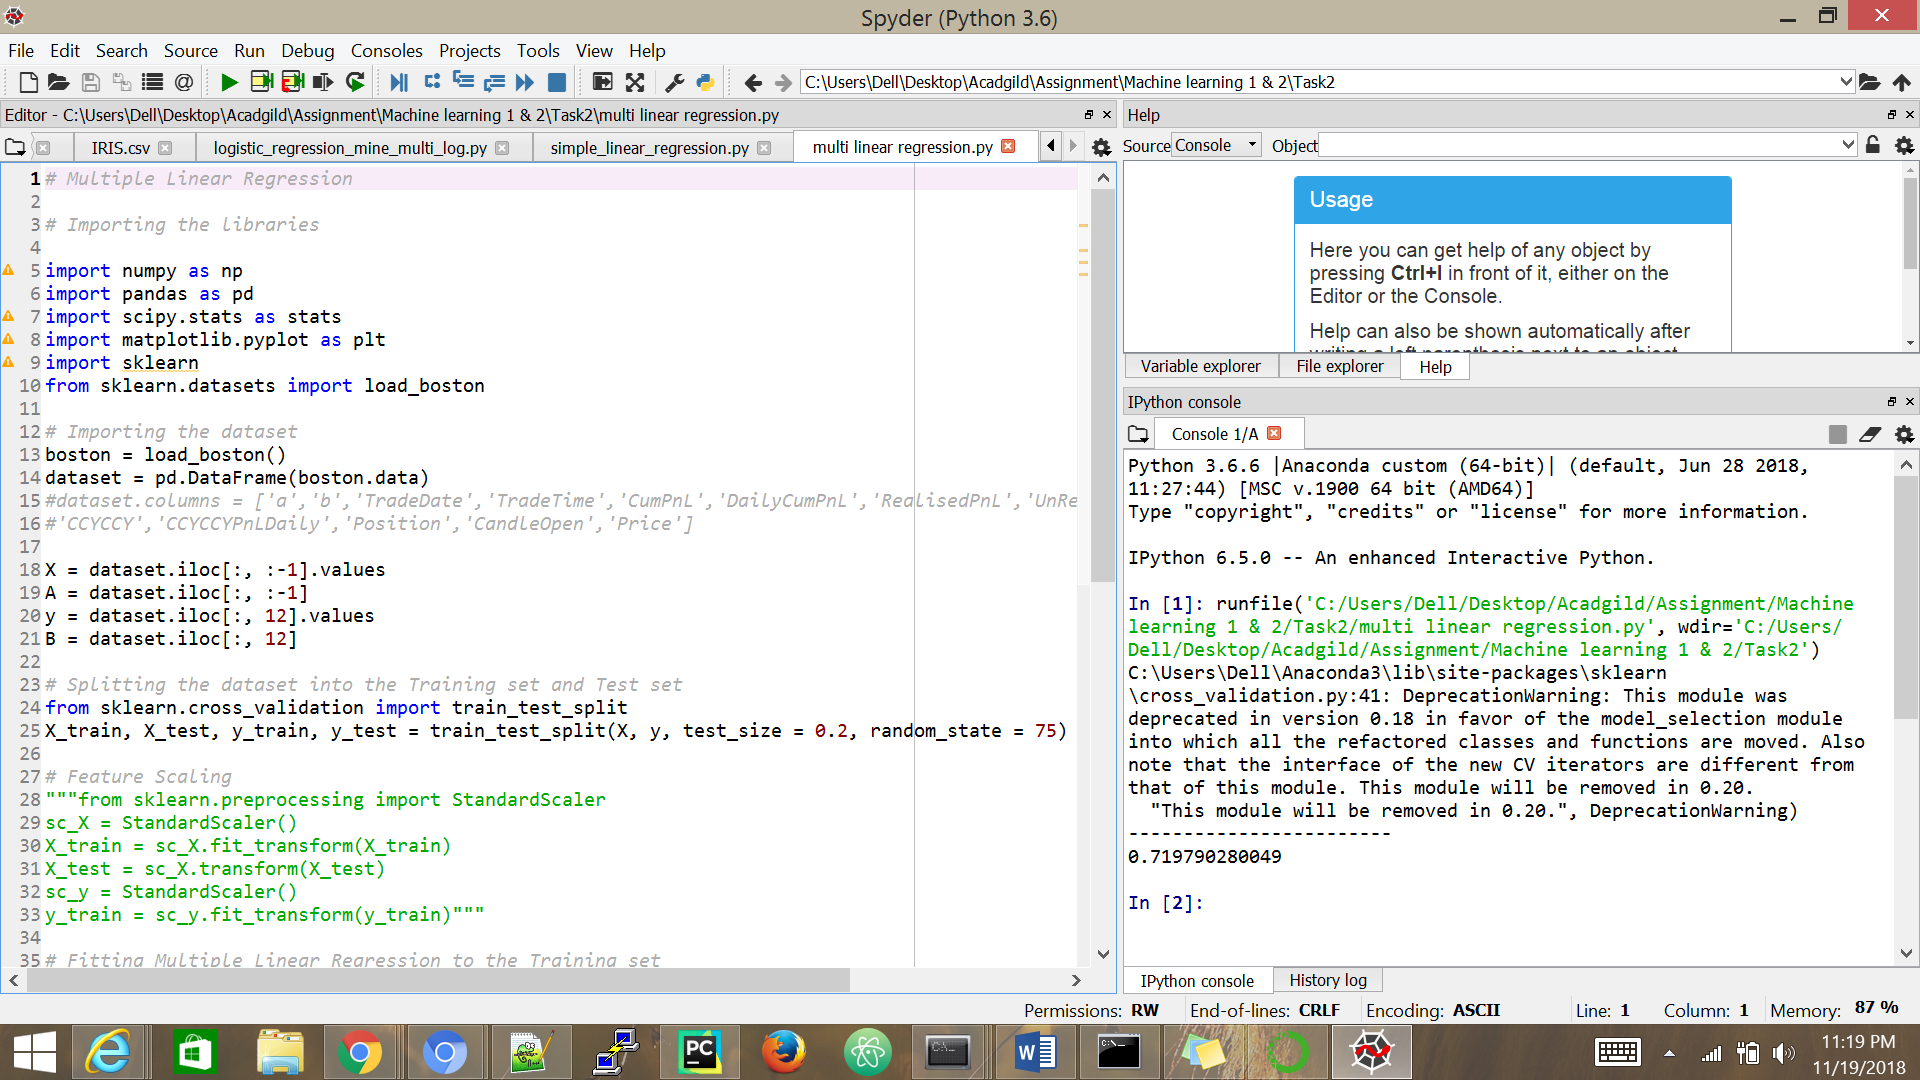 Spyder (Python 3.6)
File Edit Search Source Run Debug Consoles Projects Tools View Help
C:\Users\Dell\Desktop\Acadgild\Assignment\Machine learning 1 & 2\Task2
Editor - C:\Users\Dell\Desktop\Acadgild\Assignment\Machine learning 1 & 2\Task2\multi linear regression.py
IRIS.csv logistic_regression_mine_multi_log.py simple_linear_regression.py multi linear regression.py
1 # Multiple Linear Regression
2
3 # Importing the libraries
4
5 import numpy as np
6 import pandas as pd
7 import scipy.stats as stats
8 import matplotlib.pyplot as plt
9 import sklearn
10 from sklearn.datasets import load_boston
11
12 # Importing the dataset
13 boston = load_boston()
14 dataset = pd.DataFrame(boston.data)
15 #dataset.columns = ['a','b','TradeDate','TradeTime','CumPnL','DailyCumPnL','RealisedPnL','UnRe
16 #'CCYCCY','CCYCCYPnLDaily','Position','CandleOpen','Price']
17
18 X = dataset.iloc[:, :-1].values
19 A = dataset.iloc[:, :-1]
20 y = dataset.iloc[:, 12].values
21 B = dataset.iloc[:, 12]
22
23 # Splitting the dataset into the Training set and Test set
24 from sklearn.cross_validation import train_test_split
25 X_train, X_test, y_train, y_test = train_test_split(X, y, test_size = 0.2, random_state = 75)
26
27 # Feature Scaling
28 """from sklearn.preprocessing import StandardScaler
29 sc_X = StandardScaler()
30 X_train = sc_X.fit_transform(X_train)
31 X_test = sc_X.transform(X_test)
32 sc_y = StandardScaler()
33 y_train = sc_y.fit_transform(y_train)"""
34
35 # Fitting Multiple Linear Regression to the Training set
Help
Source Console Object
Usage
Here you can get help of any object by
pressing Ctrl+I in front of it, either on the
Editor or the Console.
Help can also be shown automatically after
writing a left parenthesis next to an object
Variable explorer File explorer Help
IPython console
Console 1/A
Python 3.6.6 |Anaconda custom (64-bit)| (default, Jun 28 2018,
11:27:44) [MSC v.1900 64 bit (AMD64)]
Type "copyright", "credits" or "license" for more information.
IPython 6.5.0 -- An enhanced Interactive Python.
In [1]: runfile('C:/Users/Dell/Desktop/Acadgild/Assignment/Machine
learning 1 & 2/Task2/multi linear regression.py', wdir='C:/Users/
Dell/Desktop/Acadgild/Assignment/Machine learning 1 & 2/Task2')
C:\Users\Dell\Anaconda3\lib\site-packages\sklearn
\cross_validation.py:41: DeprecationWarning: This module was
deprecated in version 0.18 in favor of the model_selection module
into which all the refactored classes and functions are moved. Also
note that the interface of the new CV iterators are different from
that of this module. This module will be removed in 0.20.
"This module will be removed in 0.20.", DeprecationWarning)
------------------------
0.719790280049
In [2]:
IPython console History log
Permissions: RW End-of-lines: CRLF Encoding: ASCII Line: 1 Column: 1 Memory: 87 %
PC
W
C:\_
11:19 PM
11/19/2018